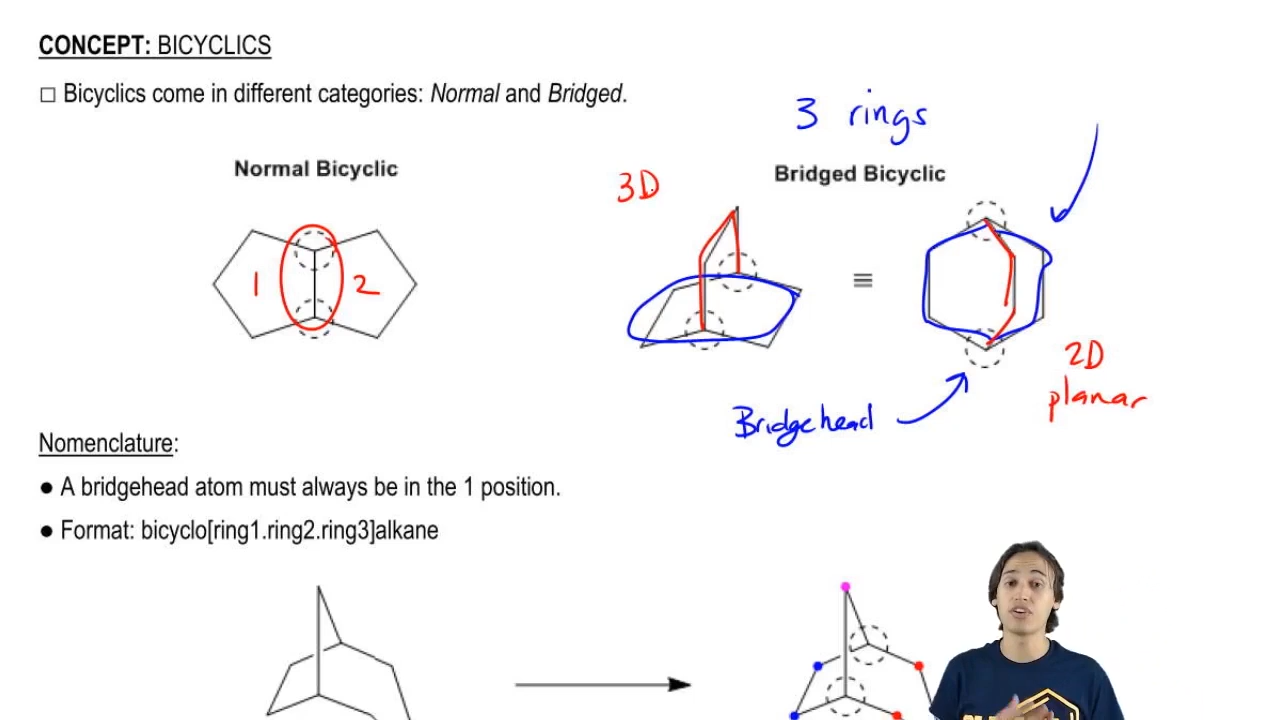 CONCEPT: BICYCLICS
□ Bicyclics come in different categories: Normal and Bridged.
3 rings
Normal Bicyclic
3D
Bridged Bicyclic
1 2
≡
2D
planar
Bridgehead
Nomenclature:
● A bridgehead atom must always be in the 1 position.
● Format: bicyclo[ring1.ring2.ring3]alkane